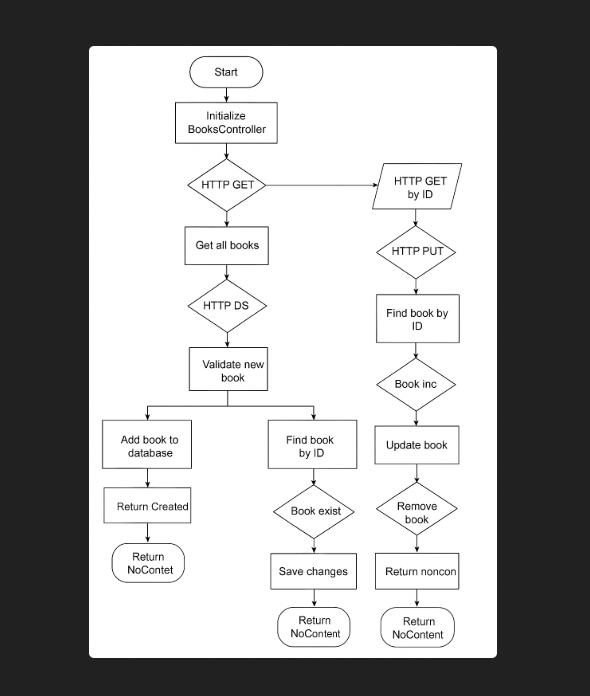 Start
Initialize
BooksController
HTTP GET
HTTP GET
by ID
HTTP PUT
Get all books
HTTP DS
Find book by
ID
Validate new
book
Book inc
Add book to
database
Find book
by ID
Update book
Return Created
Book exist
Remove
book
Return
NoContet
Save changes
Return noncon
Return
NoContent
Return
NoContent